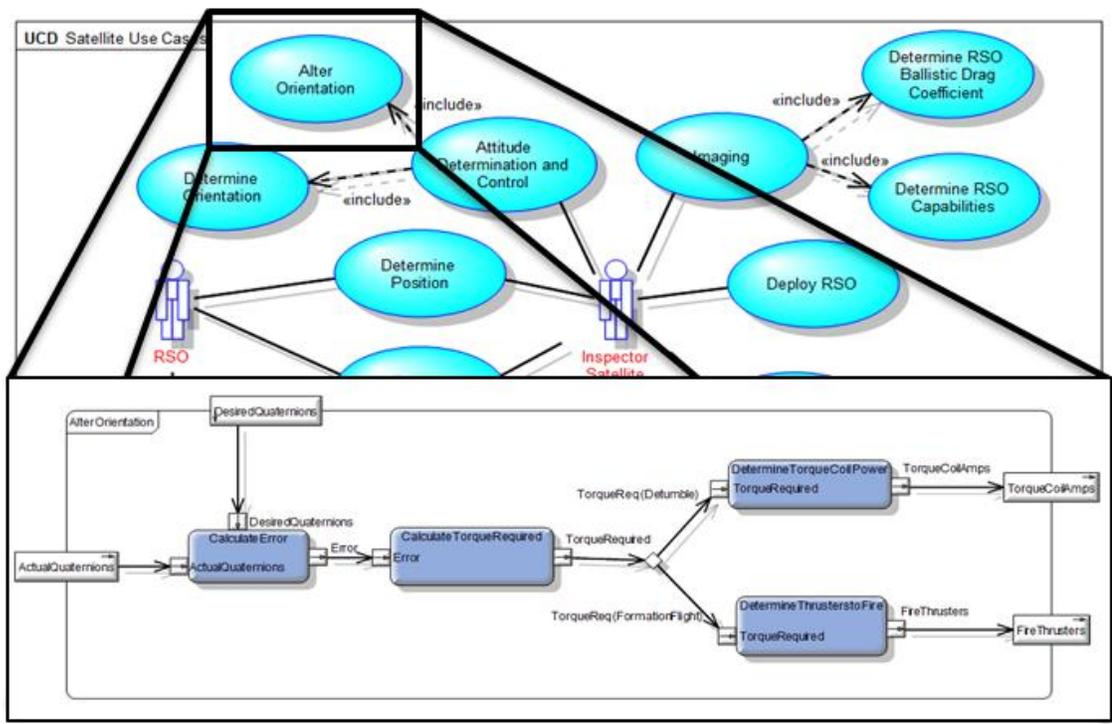 UCD Satellite Use Cases
Alter
Orientation
«include»
Determine RSO
Ballistic Drag
Coefficient
«include»
Attitude
Determination and
Control
Imaging
«include»
Determine
Orientation
«include»
Determine RSO
Capabilities
Determine
Position
Deploy RSO
RSO
Inspector
Satellite
AlterOrientation
DesiredQuaternions
DesiredQuaternions
CalculateError
ActualQuaternions
ActualQuaternions
Error
CalculateTorqueRequired
Error
TorqueRequired
TorqueReq(Detumble)
DetermineTorqueCoilPower
TorqueRequired
TorqueCoilAmps
TorqueCoilAmps
TorqueReq(FormationFlight)
DetermineThrusterstoFire
TorqueRequired
FireThrusters
FireThrusters